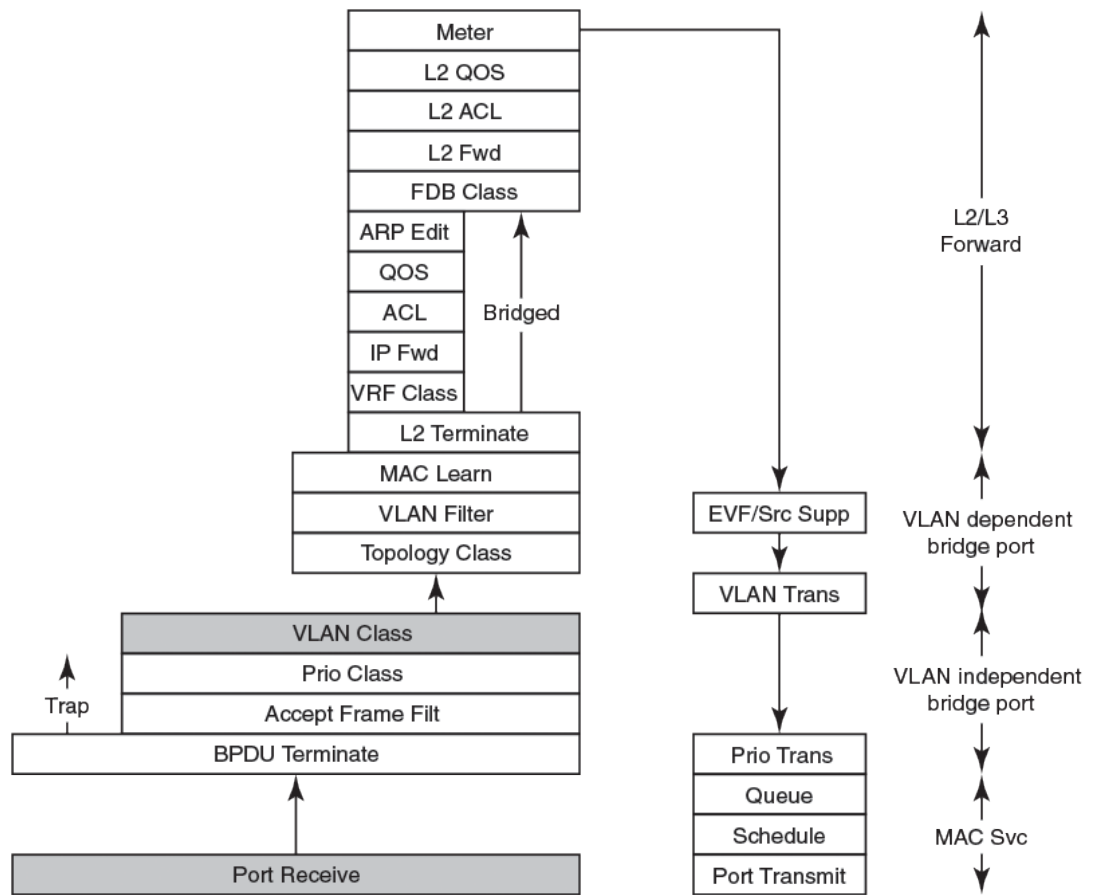 Meter
L2 QOS
L2 ACL
L2 Fwd
FDB Class
ARP Edit
QOS
ACL
IP Fwd
VRF Class
Bridged
L2 Terminate
MAC Learn
VLAN Filter
Topology Class
VLAN Class
Prio Class
Accept Frame Filt
Trap
BPDU Terminate
Port Receive
EVF/Src Supp
VLAN Trans
Prio Trans
Queue
Schedule
Port Transmit
L2/L3
Forward
VLAN dependent
bridge port
VLAN independent
bridge port
MAC Svc